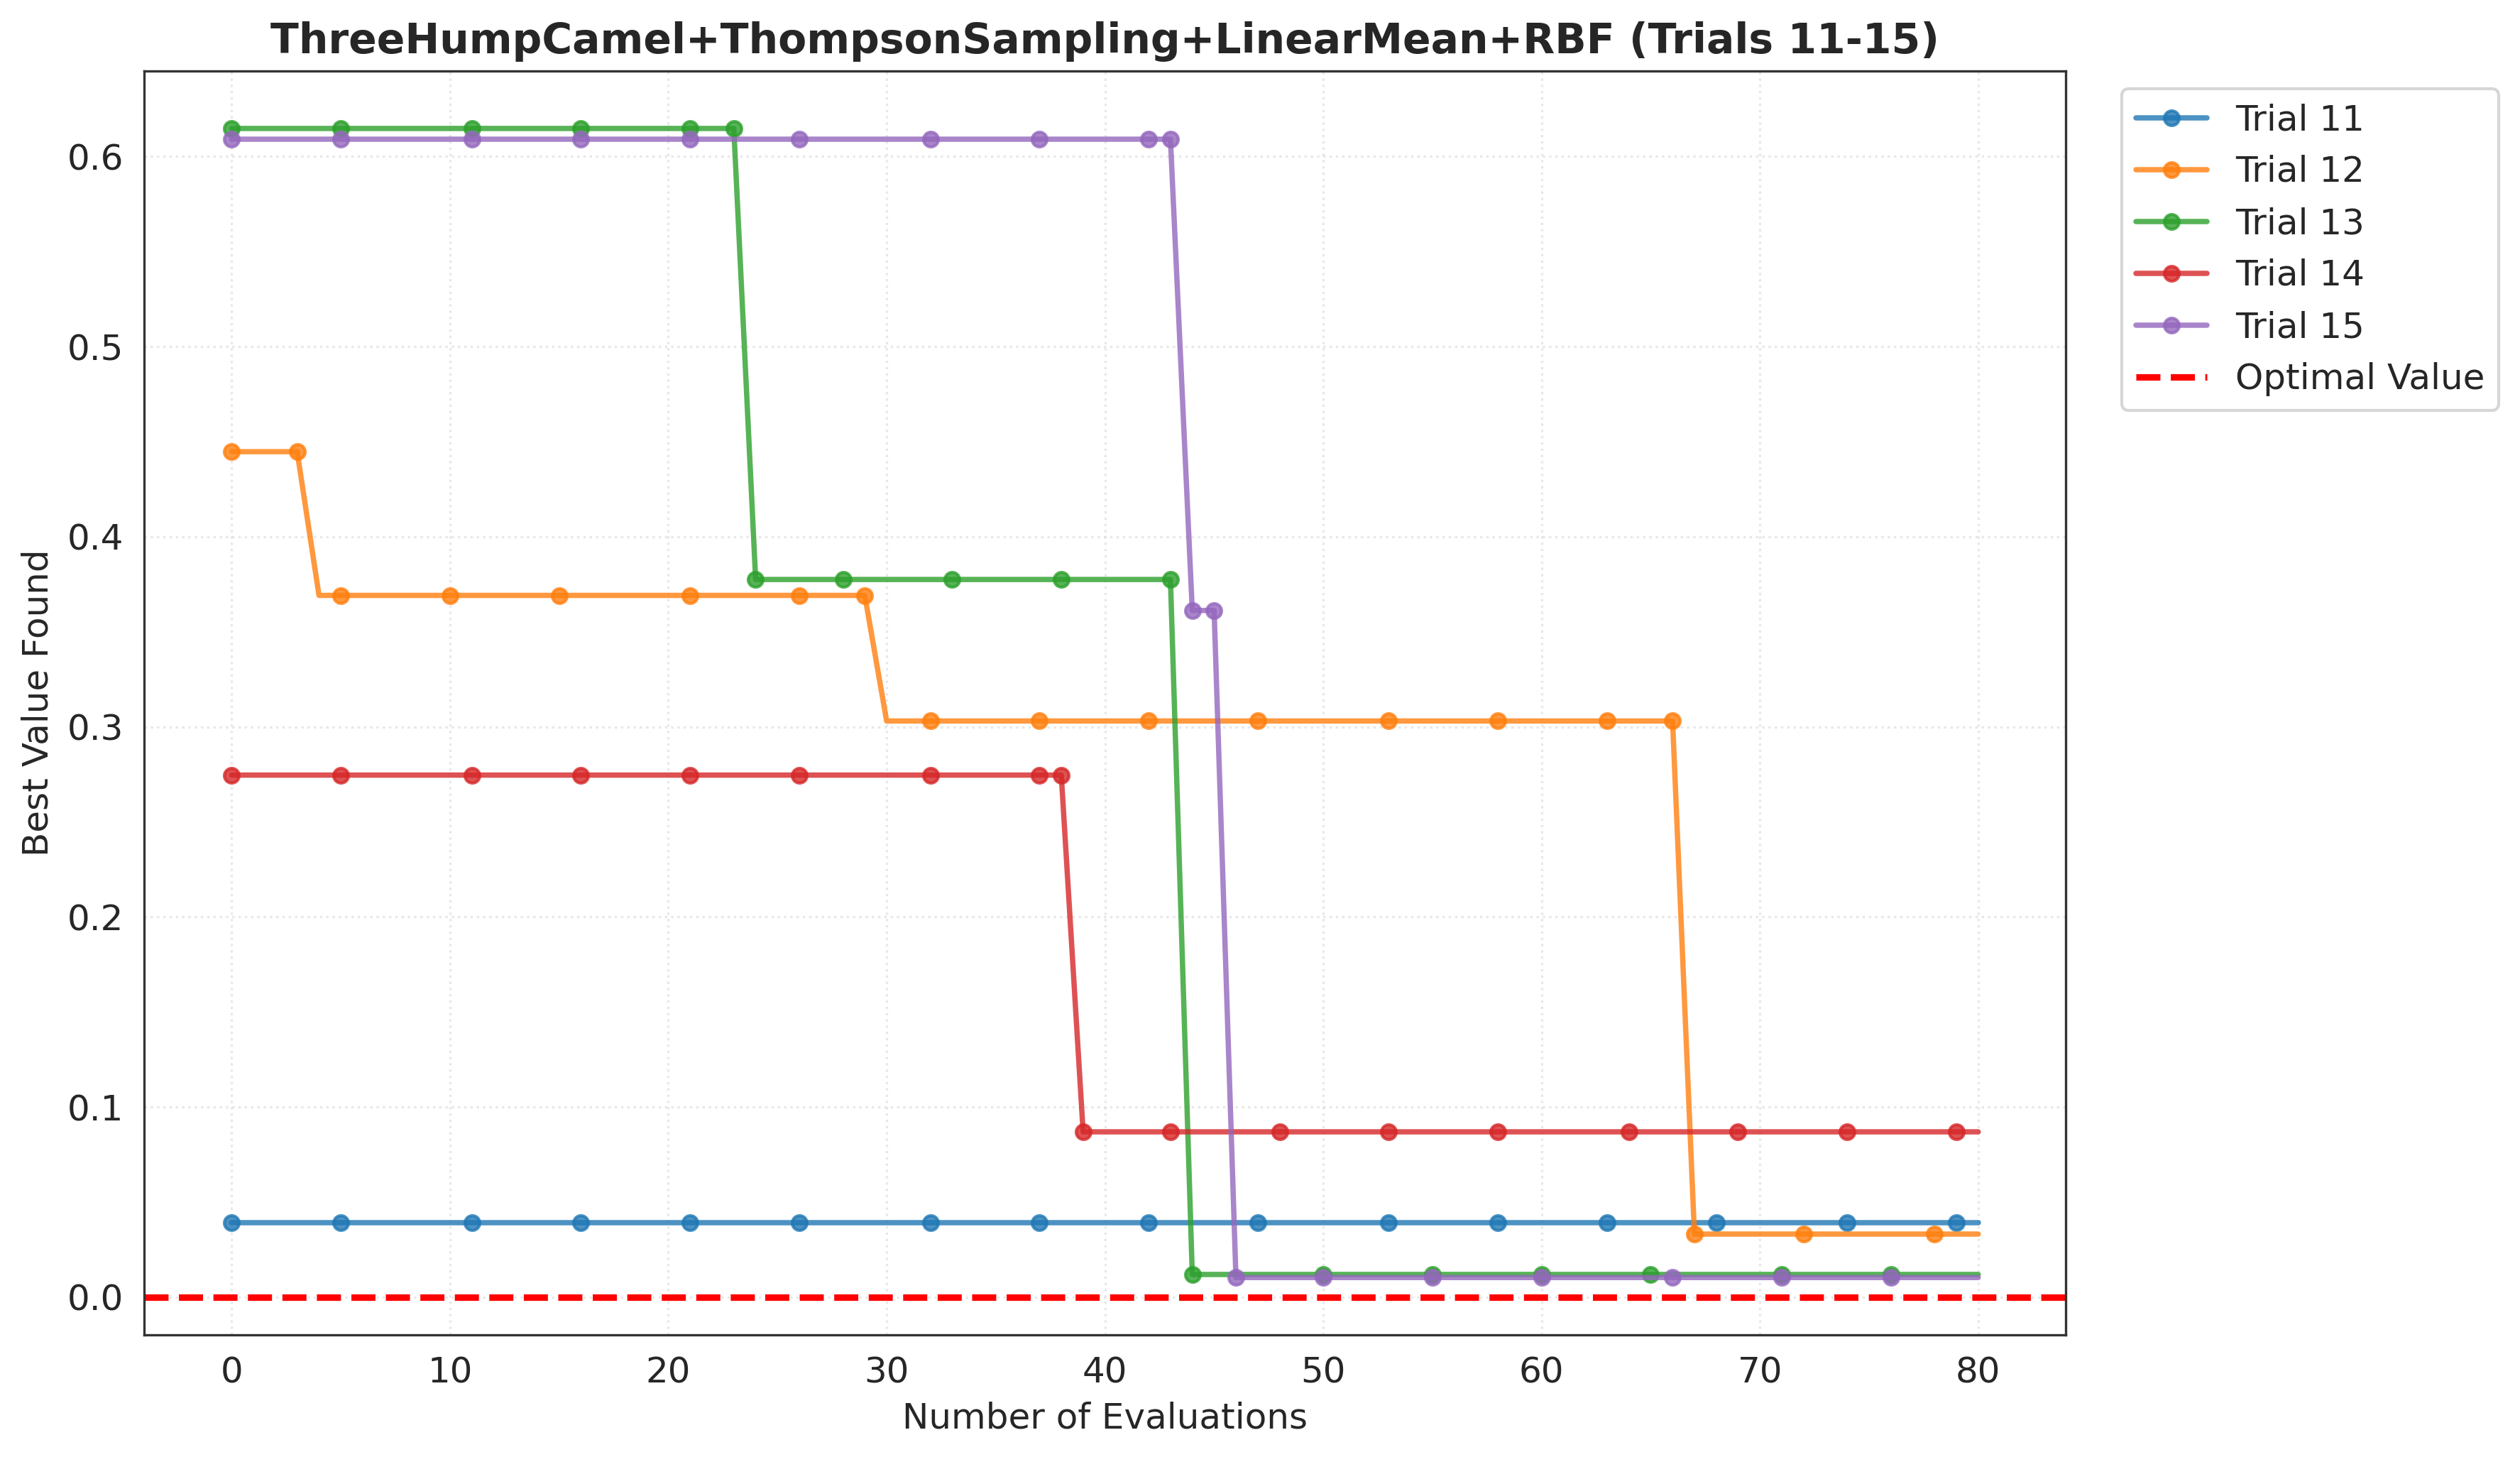 ThreeHumpCamel+ThompsonSampling+LinearMean+RBF (Trials 11-15)
Best Value Found
0.6
0.5
0.4
0.3
0.2
0.1
0.0
0 10 20 30 40 50 60 70 80
Number of Evaluations
Trial 11
Trial 12
Trial 13
Trial 14
Trial 15
Optimal Value